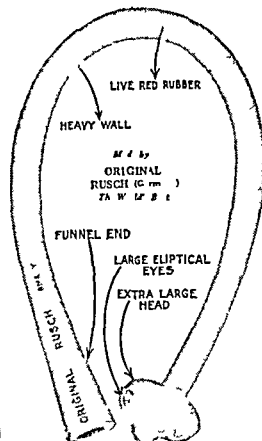 LIVE RED RUBBER
HEAVY WALL
ORIGINAL
RUSCH
FUNNEL END
LARGE ELIPTICAL
EYES
EXTRA LARGE
HEAD
ORIGINAL RUSCH